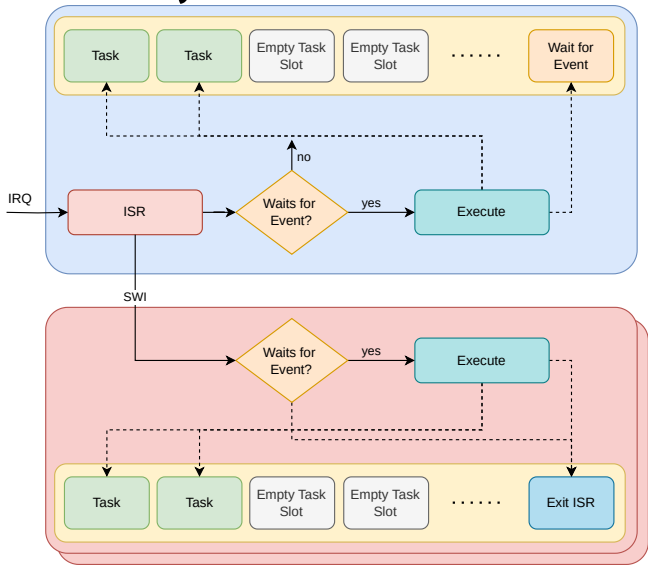 Task
Task
Empty Task
Slot
Empty Task
Slot
......
Wait for
Event
no
IRQ
ISR
Waits for
Event?
yes
Execute
SWI
Waits for
Event?
yes
Execute
Task
Task
Empty Task
Slot
Empty Task
Slot
......
Exit ISR